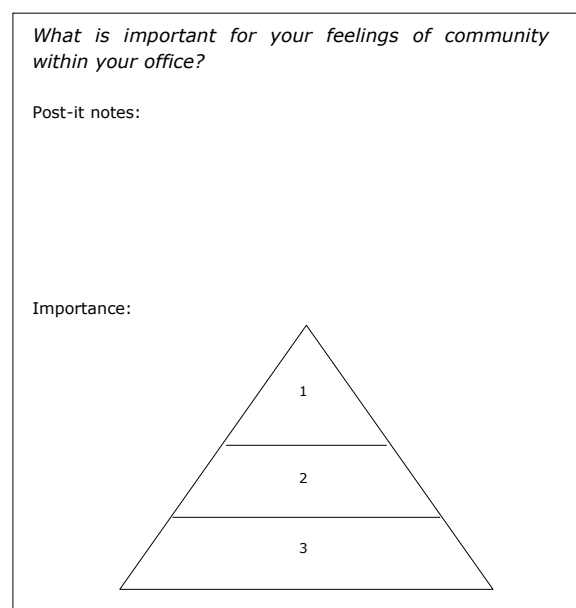 What is important for your feelings of community
within your office?
Post-it notes:
Importance:
1
2
3